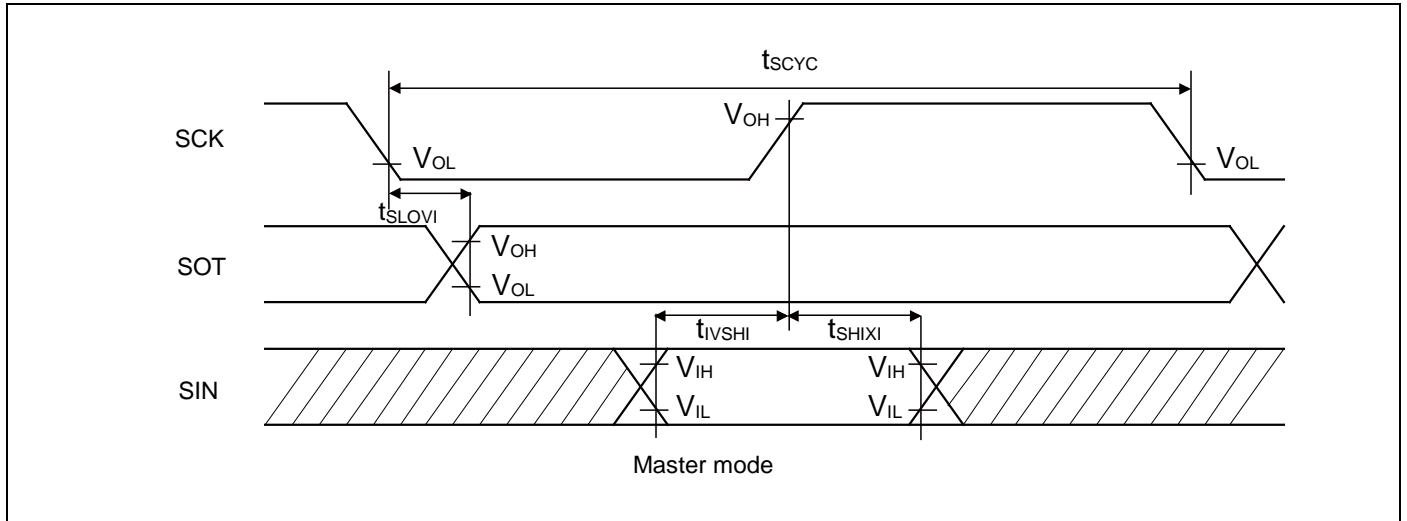 tSCYC
SCK
VOH
VOL
VOL
tSLOVI
SOT
VOH
VOL
tIVSHI
tSHIXI
SIN
VIH
VIH
VIL
VIL
Master mode